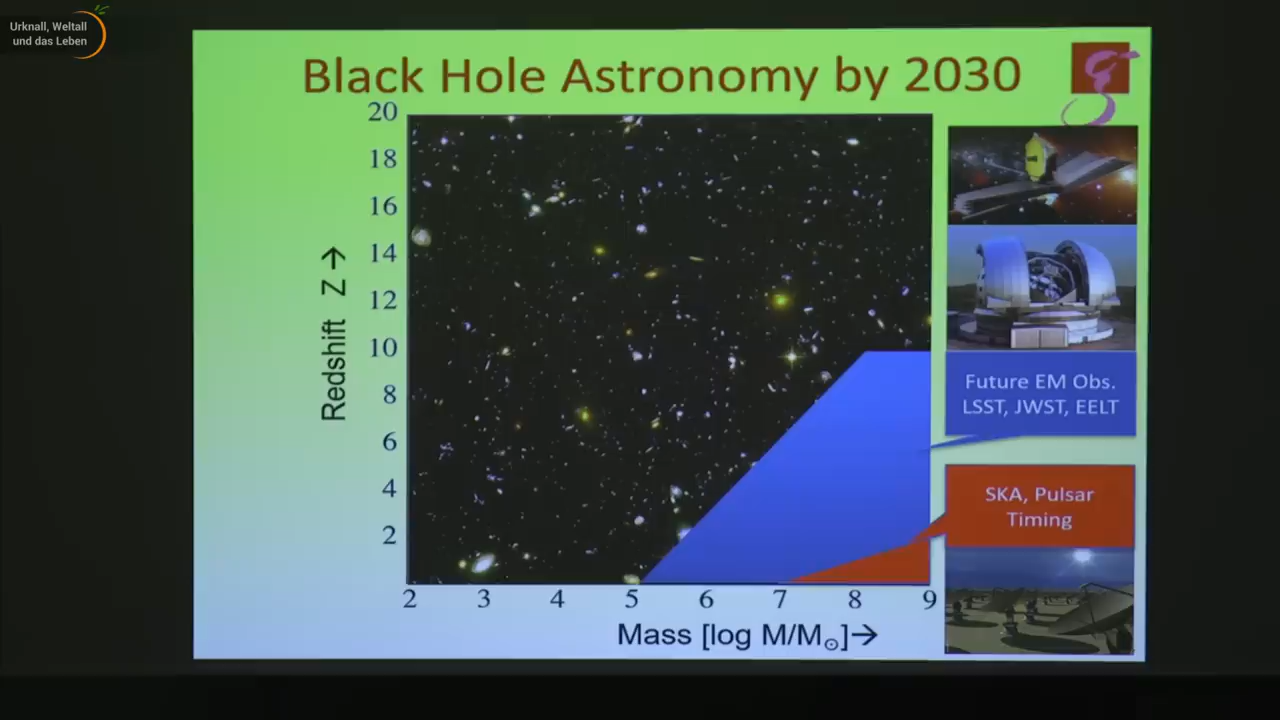 Urknall, Weltall
und das Leben
Black Hole Astronomy by 2030
g
20
18
16
14
12
10
8
6
4
2
Redshift Z →
2 3 4 5 6 7 8 9
Mass [log M/M☉]→
Future EM Obs.
LSST, JWST, EELT
SKA, Pulsar
Timing